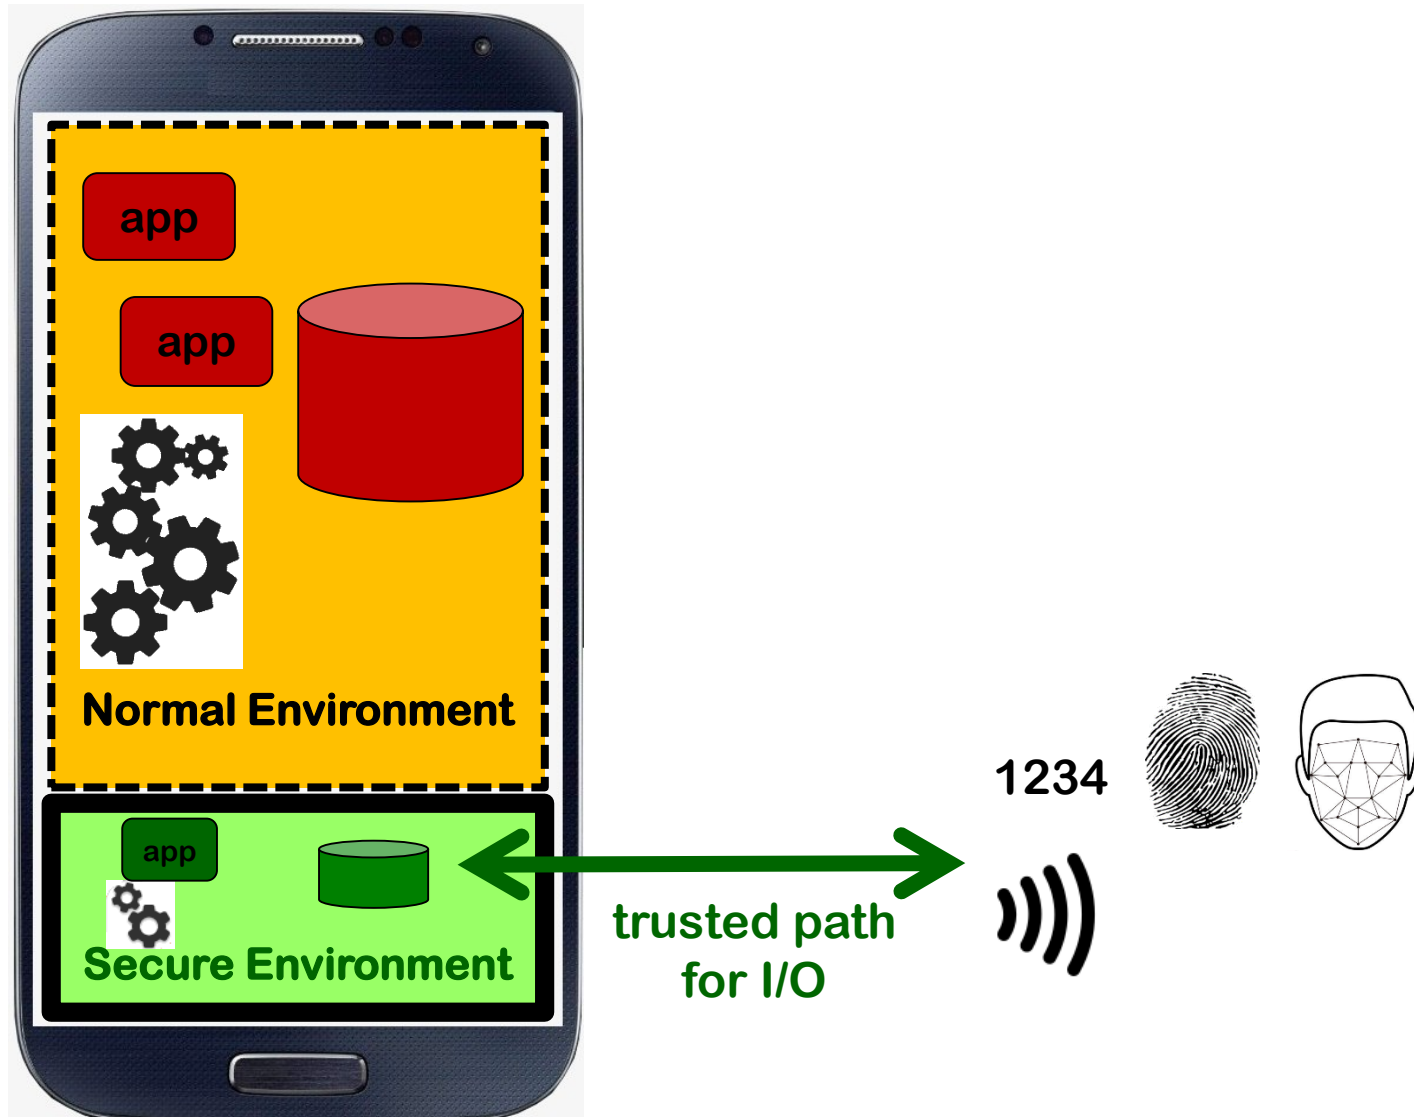 app
app
Normal Environment
app
Secure Environment
trusted path
for I/O
1234